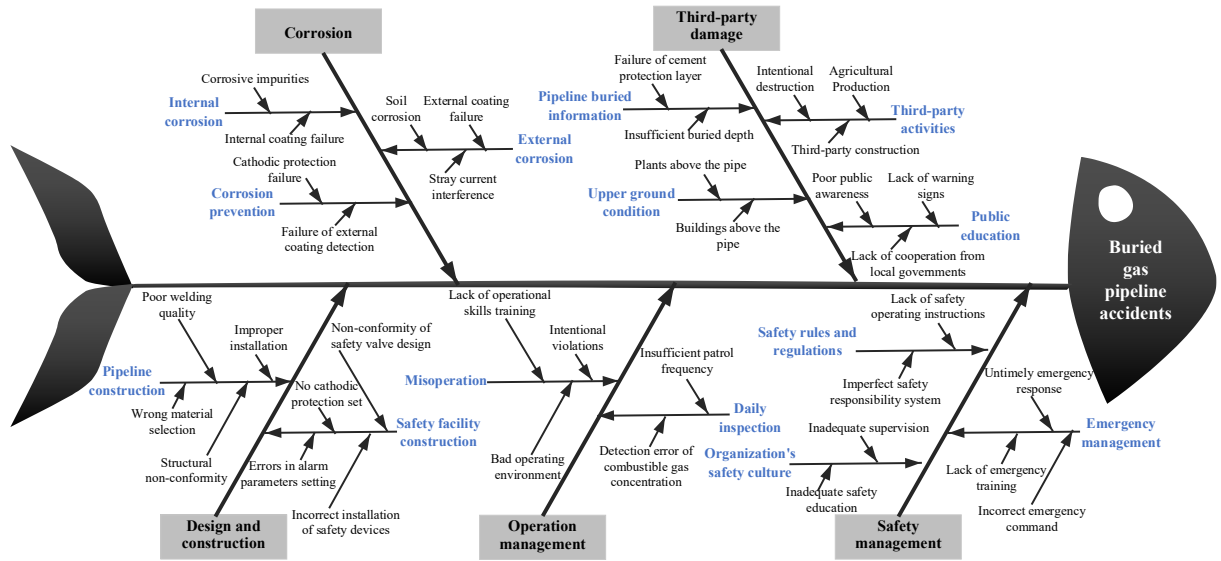 Corrosion
Third-party
damage
Corrosive impurities
Internal
corrosion
Internal coating failure
Soil
corrosion
External coating
failure
External
corrosion
Stray current
interference
Cathodic protection
failure
Corrosion
prevention
Failure of external
coating detection
Failure of cement
protection layer
Pipeline buried
information
Insufficient buried depth
Intentional
destruction
Agricultural
Production
Third-party
activities
Third-party construction
Plants above the pipe
Upper ground
condition
Buildings above the
pipe
Poor public
awareness
Lack of warning
signs
Public
education
Lack of cooperation from
local governments
Buried
gas
pipeline
accidents
Poor welding
quality
Improper
installation
Pipeline
construction
Wrong material
selection
Structural
non-conformity
Non-conformity of
safety valve design
No cathodic
protection set
Safety facility
construction
Errors in alarm
parameters setting
Incorrect installation
of safety devices
Design and
construction
Lack of operational
skills training
Intentional
violations
Misoperation
Bad operating
environment
Insufficient patrol
frequency
Daily
inspection
Detection error of
combustible gas
concentration
Operation
management
Lack of safety
operating instructions
Safety rules and
regulations
Imperfect safety
responsibility system
Untimely emergency
response
Emergency
management
Lack of emergency
training
Incorrect emergency
command
Inadequate supervision
Organization's
safety culture
Inadequate safety
education
Safety
management